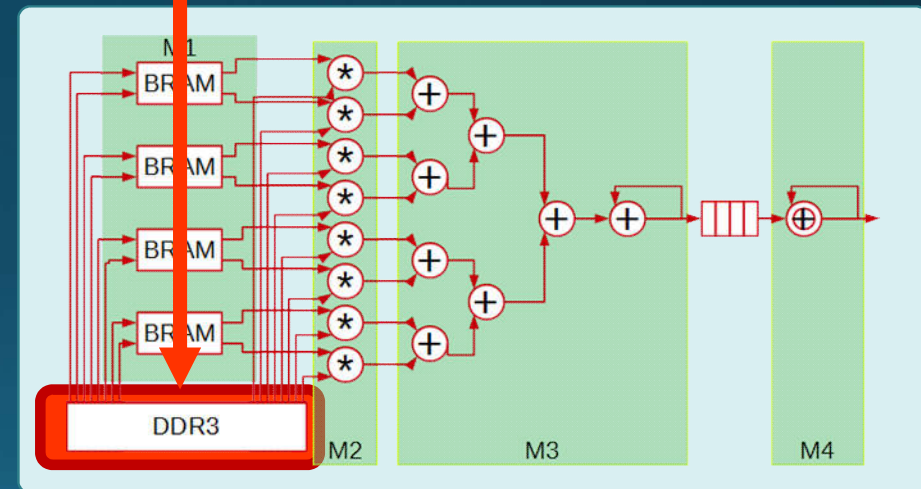 M1
BRAM
BRAM
BRAM
BRAM
DDR3
*
*
*
*
*
*
*
*
+
+
+
+
+
+
+
+
+
M2
M3
M4